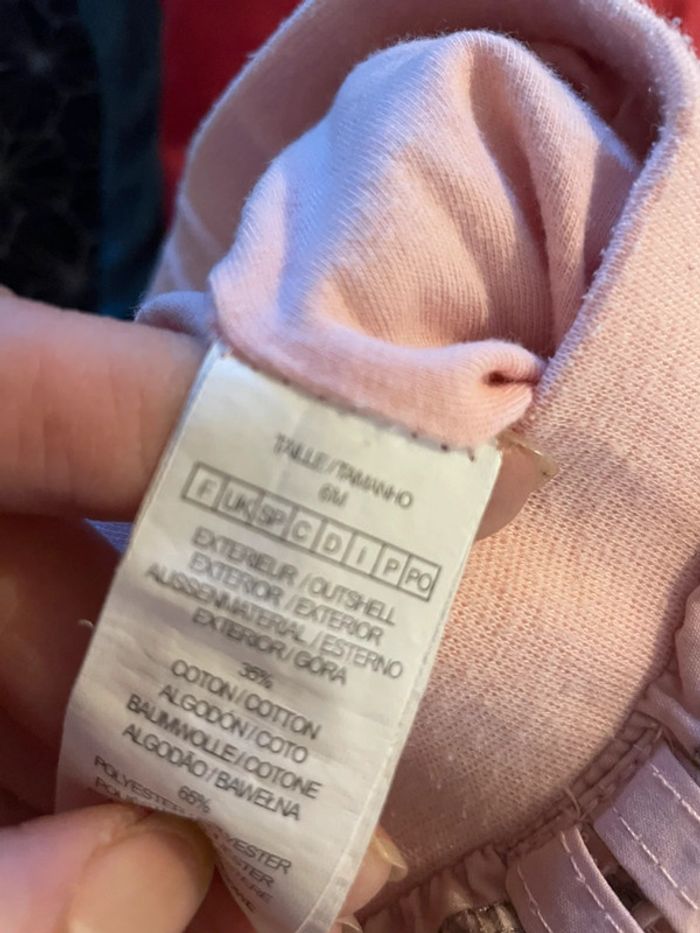 TAILLE/TAMANHO
6M
F UK SP C D I P PO
EXTERIEUR/OUTSHELL
EXTERIOR/EXTERIOR
AUSSENMATERIAL/ESTERNO
EXTERIOR/GÓRA
35%
COTON/COTTON
ALGODÓN/COTO
BAUMWOLLE/COTONE
ALGODÃO/BAWEŁNA
65%
POLYESTER